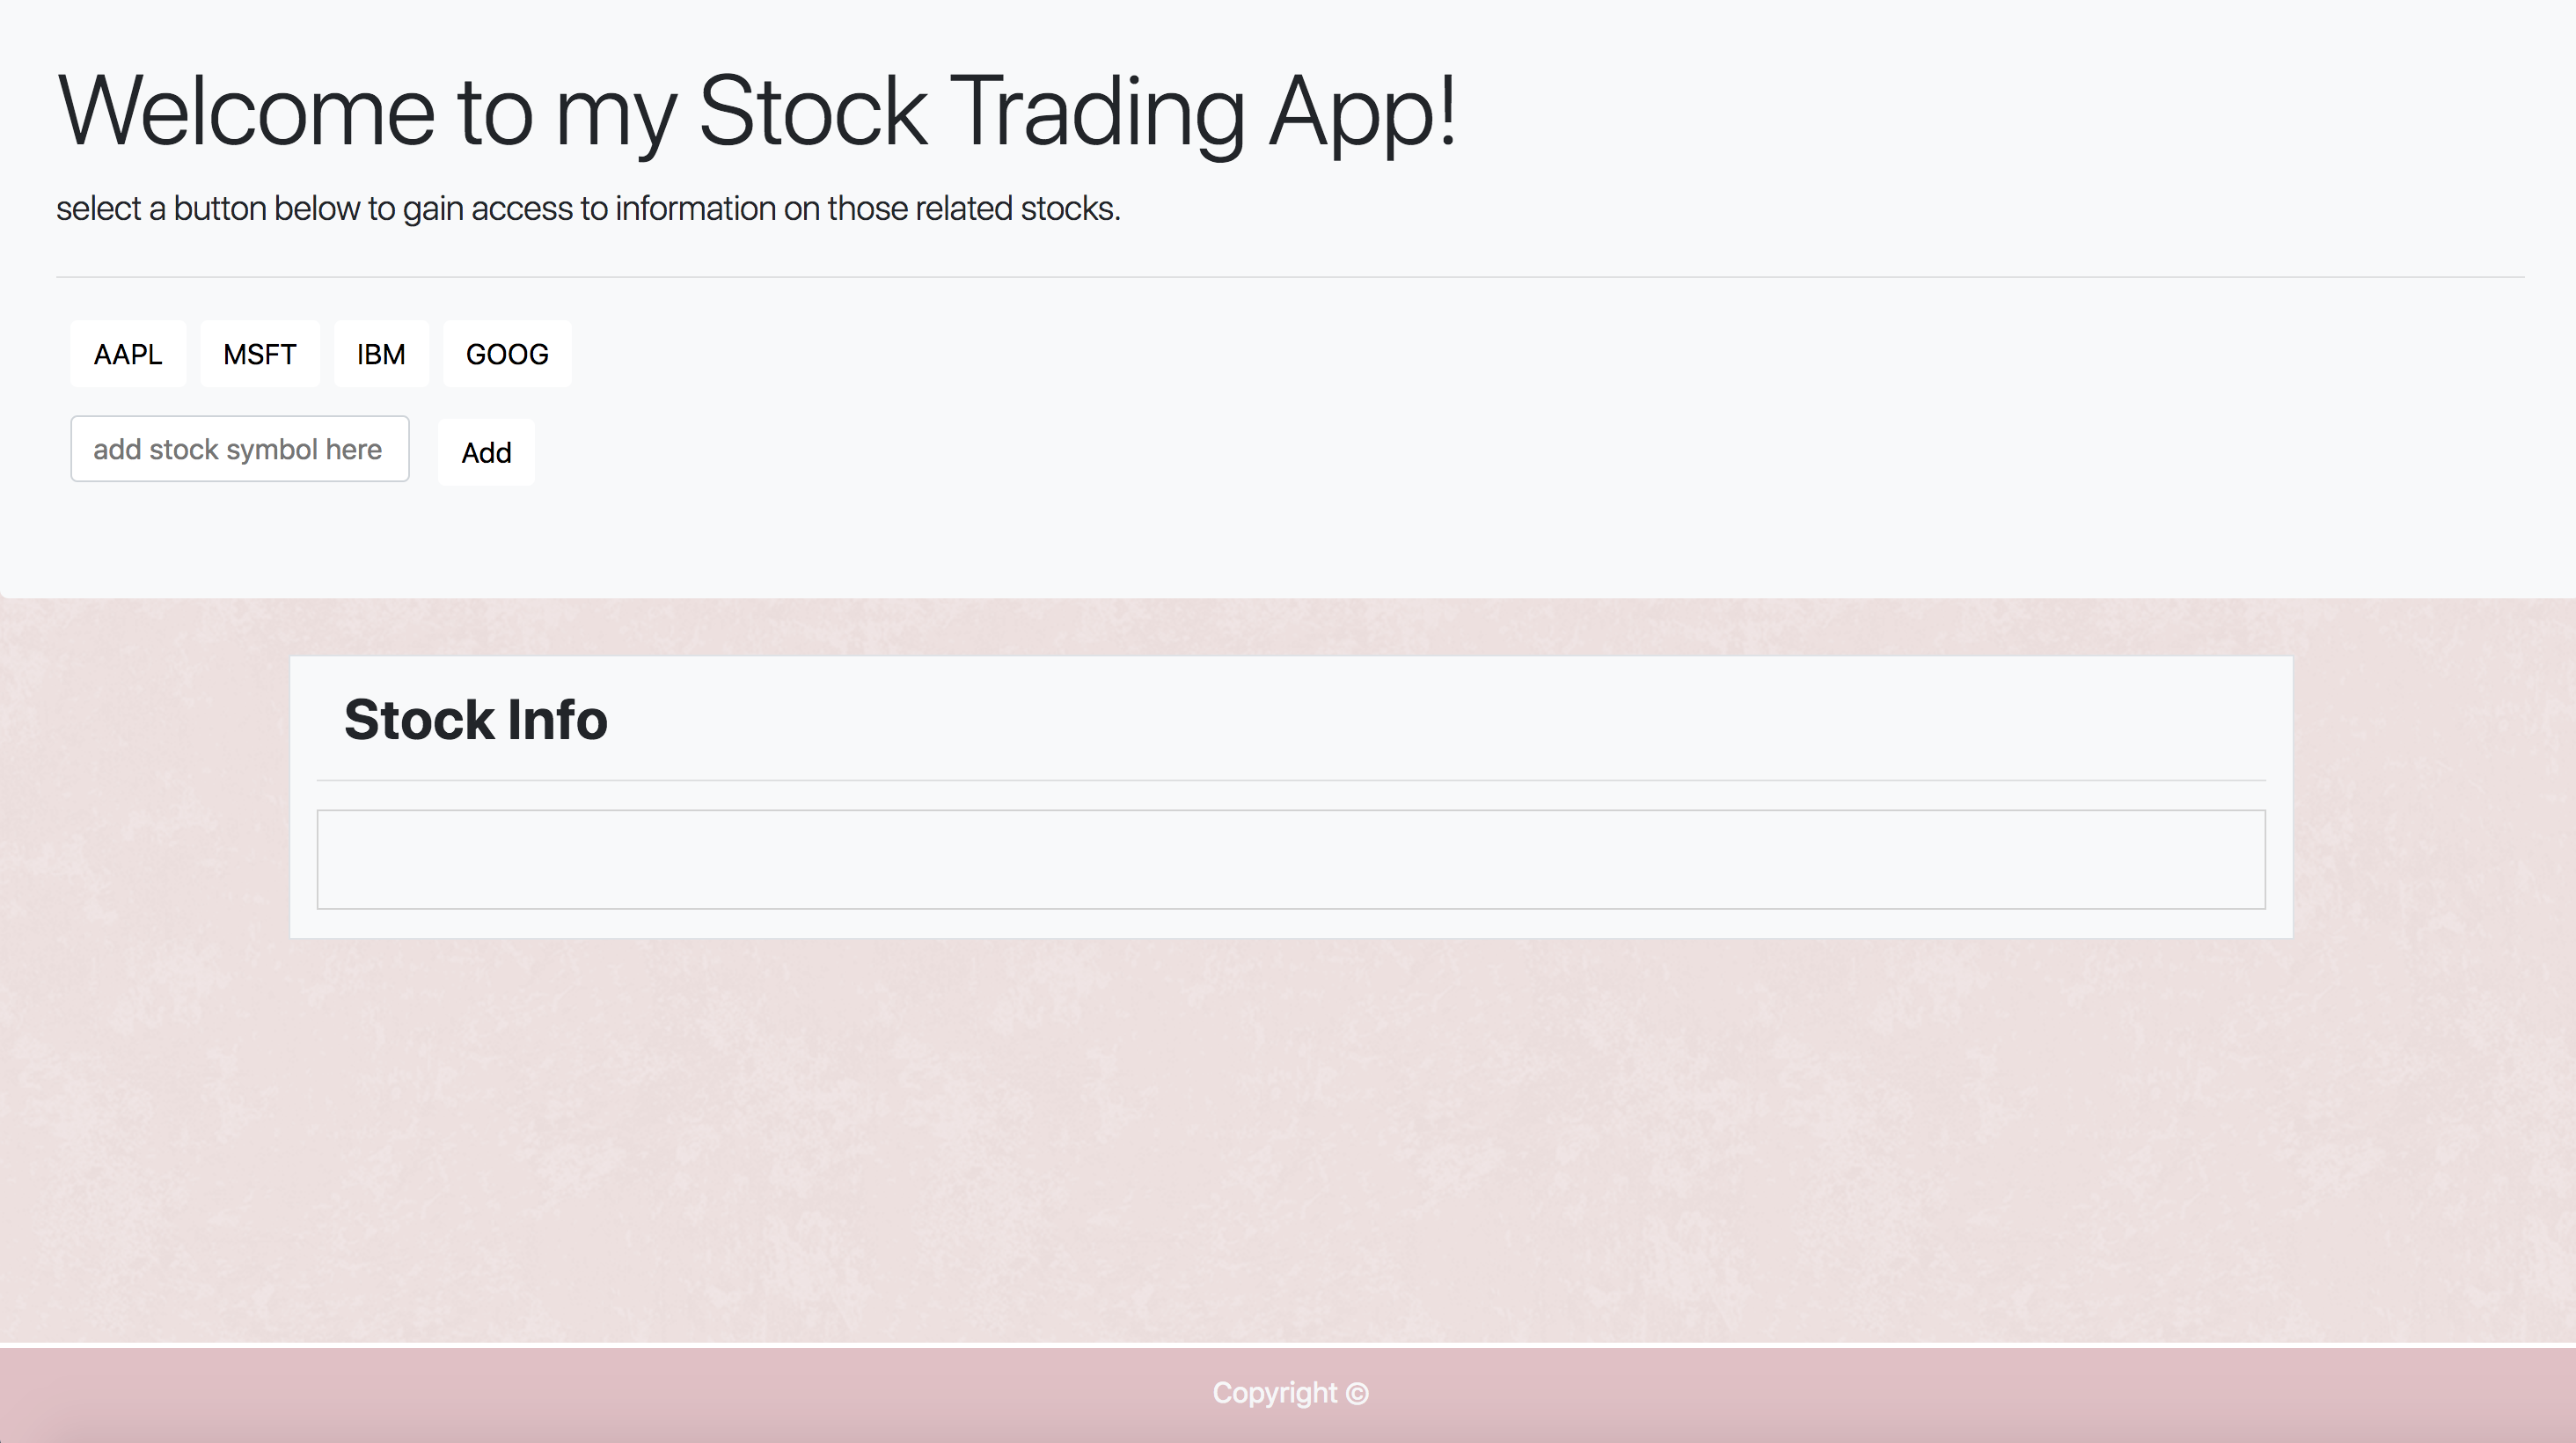 Welcome to my Stock Trading App!
select a button below to gain access to information on those related stocks.
AAPL MSFT IBM GOOG
add stock symbol here Add
Stock Info
Copyright ©